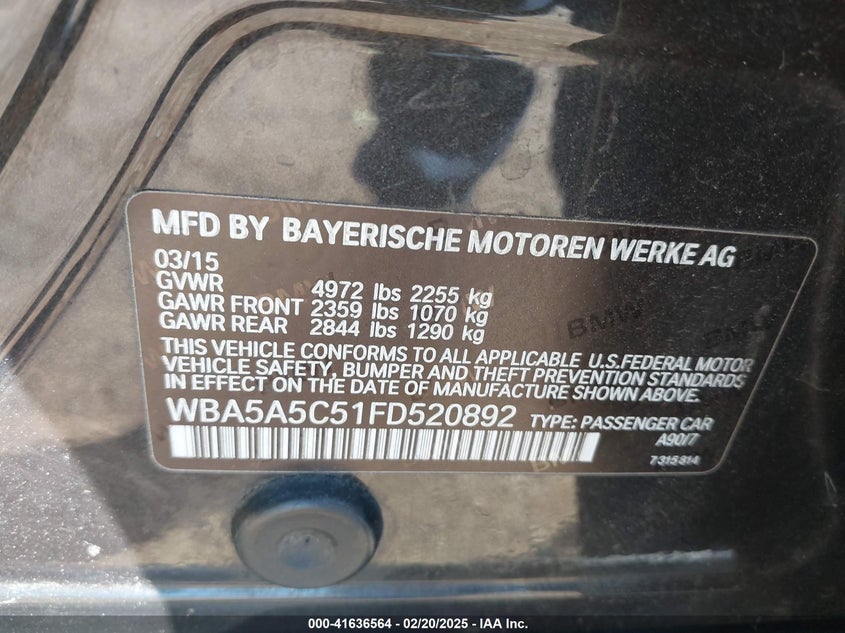 MFD BY BAYERISCHE MOTOREN WERKE AG
03/15
GVWR 4972 lbs 2255 kg
GAWR FRONT 2359 lbs 1070 kg
GAWR REAR 2844 lbs 1290 kg
THIS VEHICLE CONFORMS TO ALL APPLICABLE U.S.FEDERAL MOTOR
VEHICLE SAFETY, BUMPER AND THEFT PREVENTION STANDARDS
IN EFFECT ON THE DATE OF MANUFACTURE SHOWN ABOVE.
WBA5A5C51FD520892 TYPE: PASSENGER CAR
A90/7
7315814
BMW
000-41636564 / 02/20/2025 - IAA Inc.